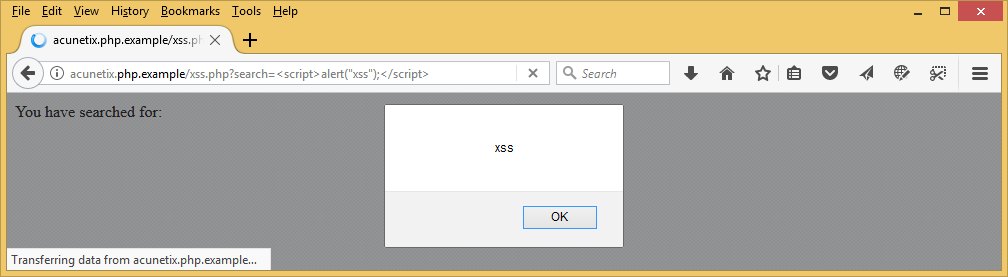 File Edit View History Bookmarks Tools Help
acunetix.php.example/xss.ph
acunetix.php.example/xss.php?search=<script>alert("xss");</script>
Search
You have searched for:
xss
OK
Transferring data from acunetix.php.example...